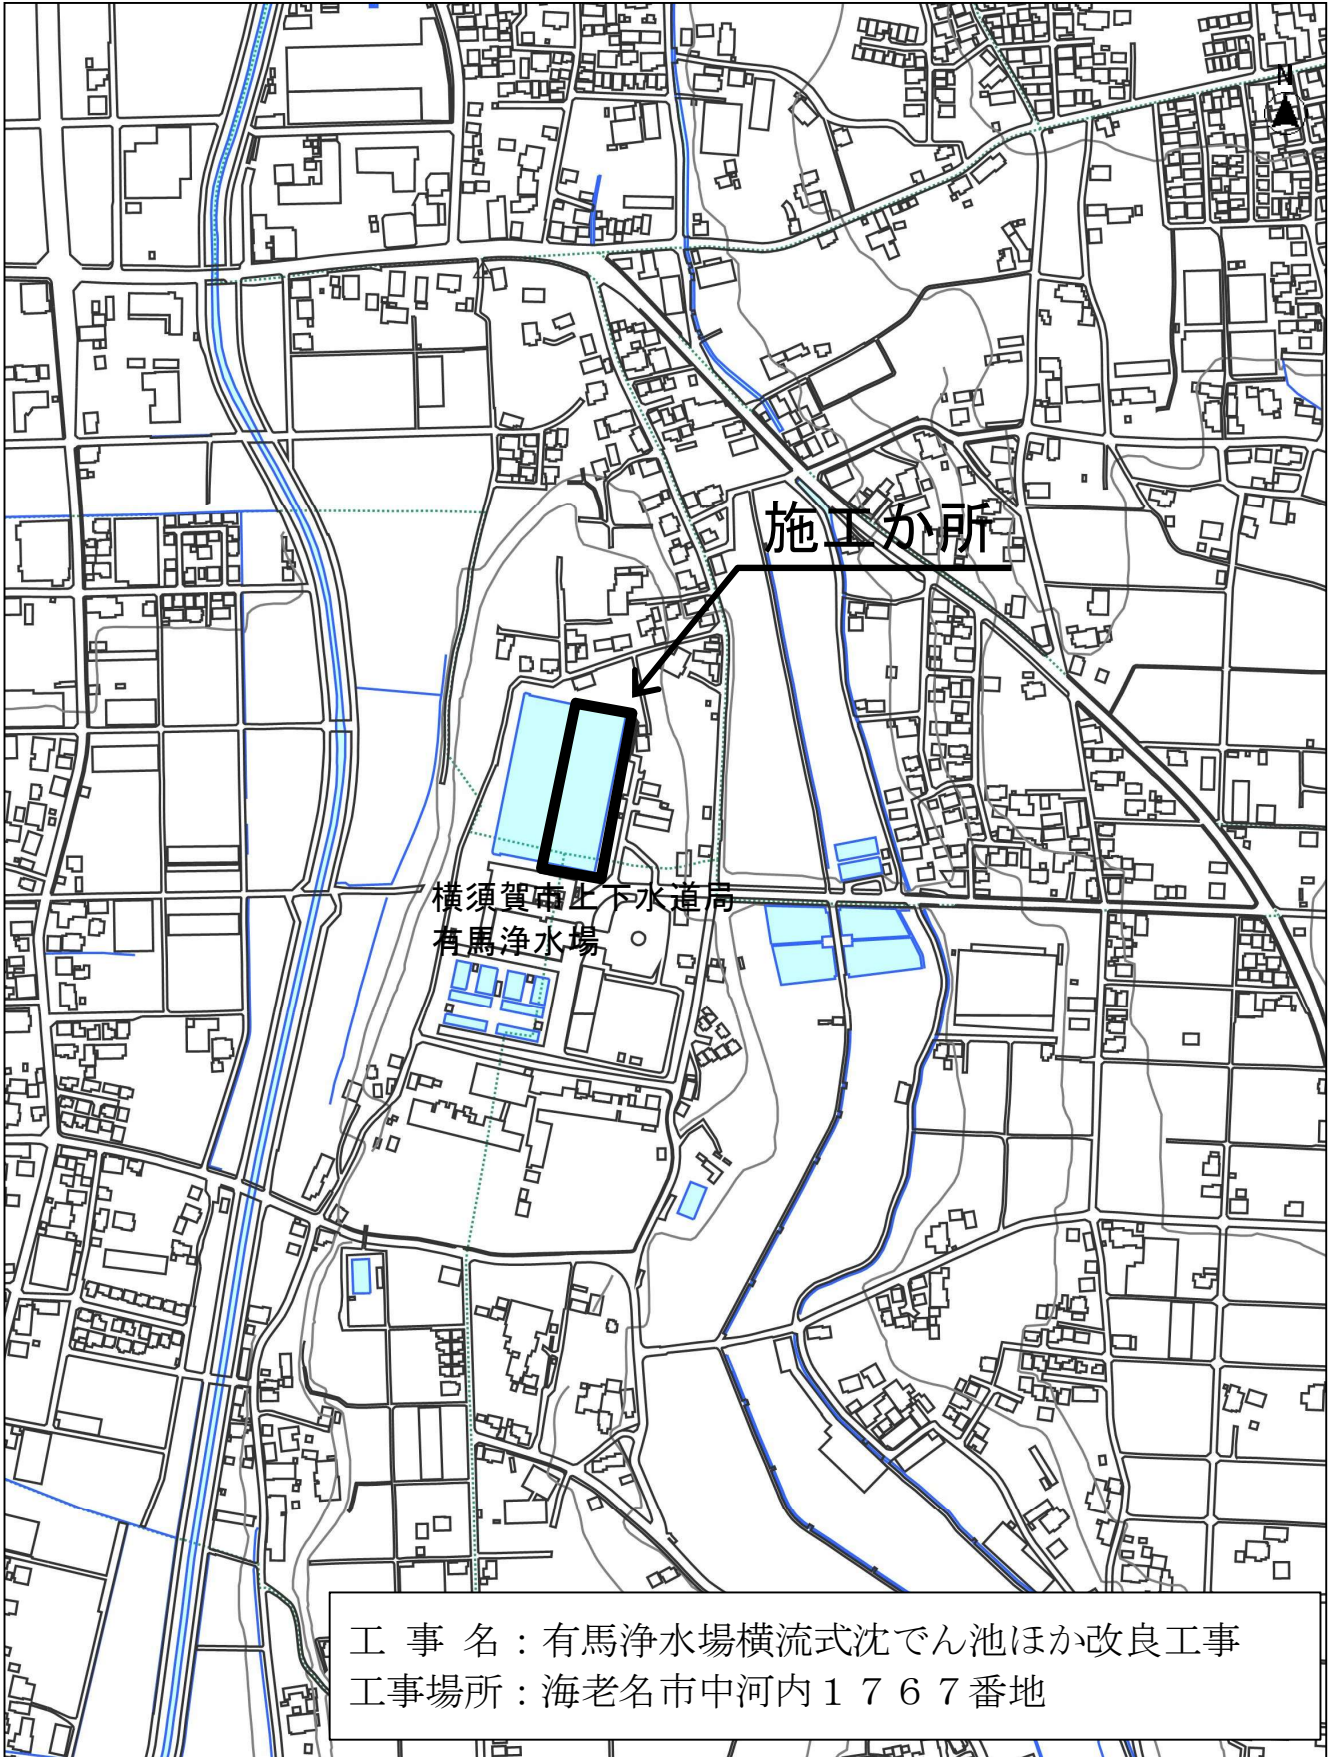 N
施工か所
横須賀市上下水道局
有馬浄水場
工 事 名：有馬浄水場横流式沈でん池ほか改良工事
工事場所：海老名市中河内１７６７番地